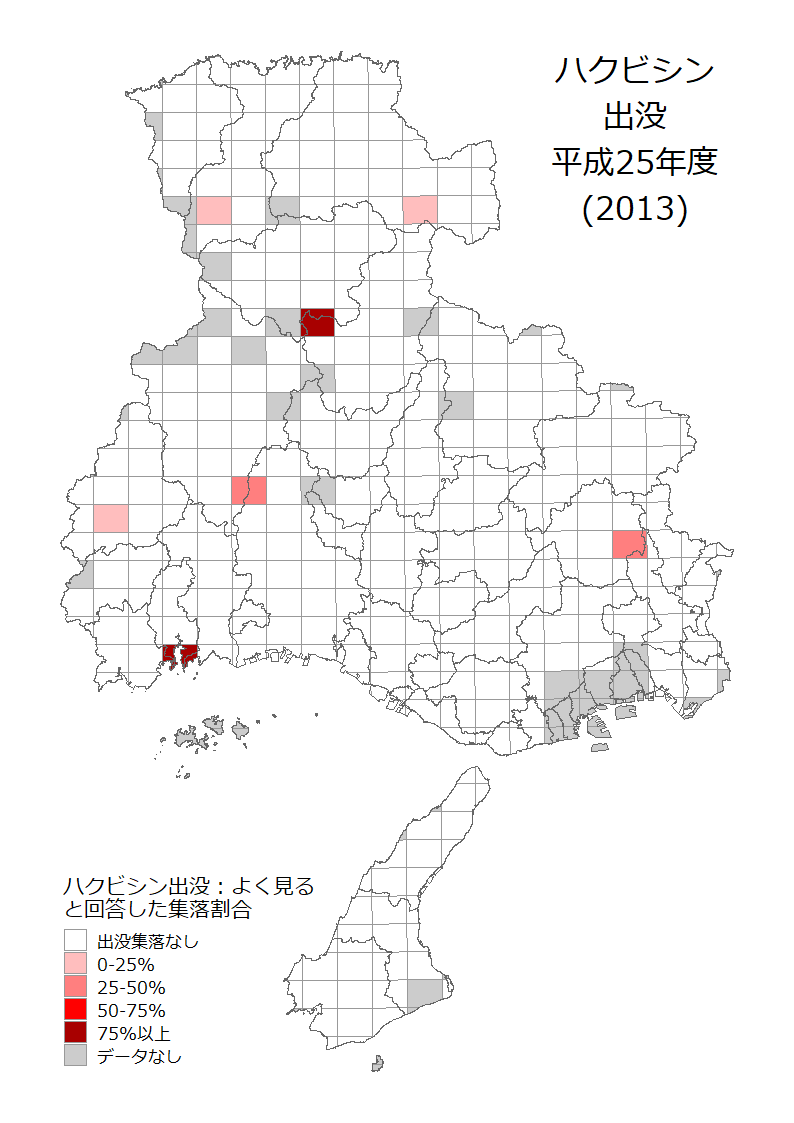 ハクビシン
出没
平成25年度
(2013)
ハクビシン出没：よく見る
と回答した集落割合
出没集落なし
0-25%
25-50%
50-75%
75%以上
データなし